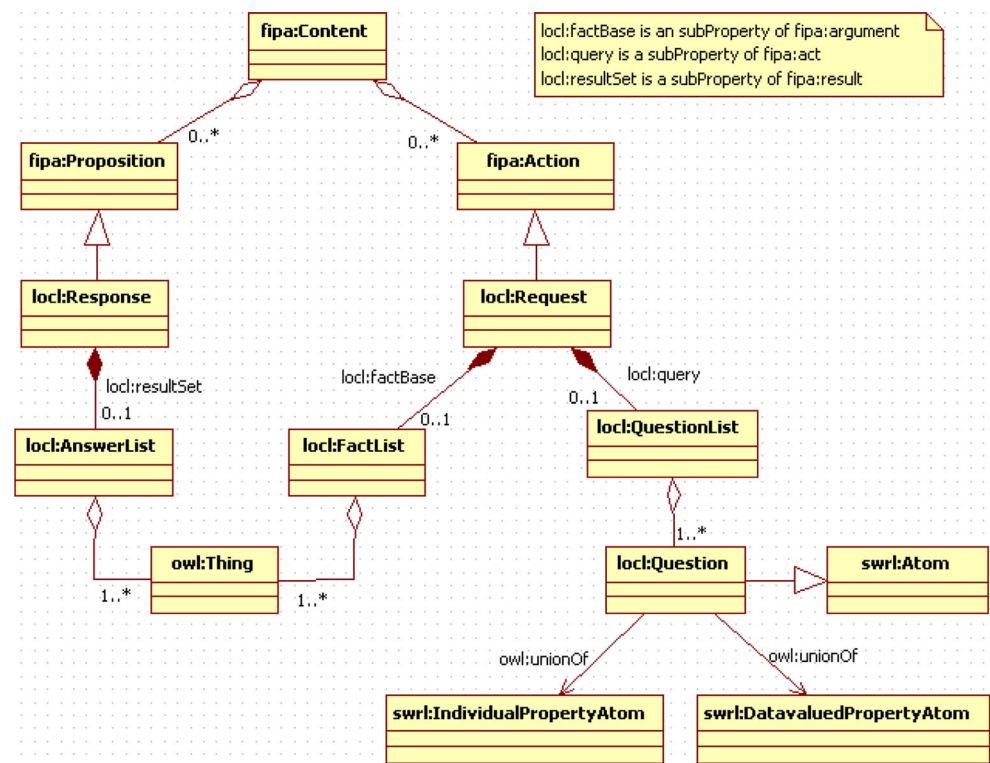 fipa:Content
locl:factBase is an subProperty of fipa:argument
locl:query is a subProperty of fipa:act
locl:resultSet is a subProperty of fipa:result
0..*
0..*
fipa:Proposition
fipa:Action
locl:Response
locl:Request
locl:resultSet
locl:factBase
locl:query
0..1
0..1
0..1
locl:AnswerList
locl:FactList
locl:QuestionList
1..*
owl:Thing
locl:Question
swrl:Atom
1..*
1..*
owl:unionOf
owl:unionOf
swrl:IndividualPropertyAtom
swrl:DatavaluedPropertyAtom